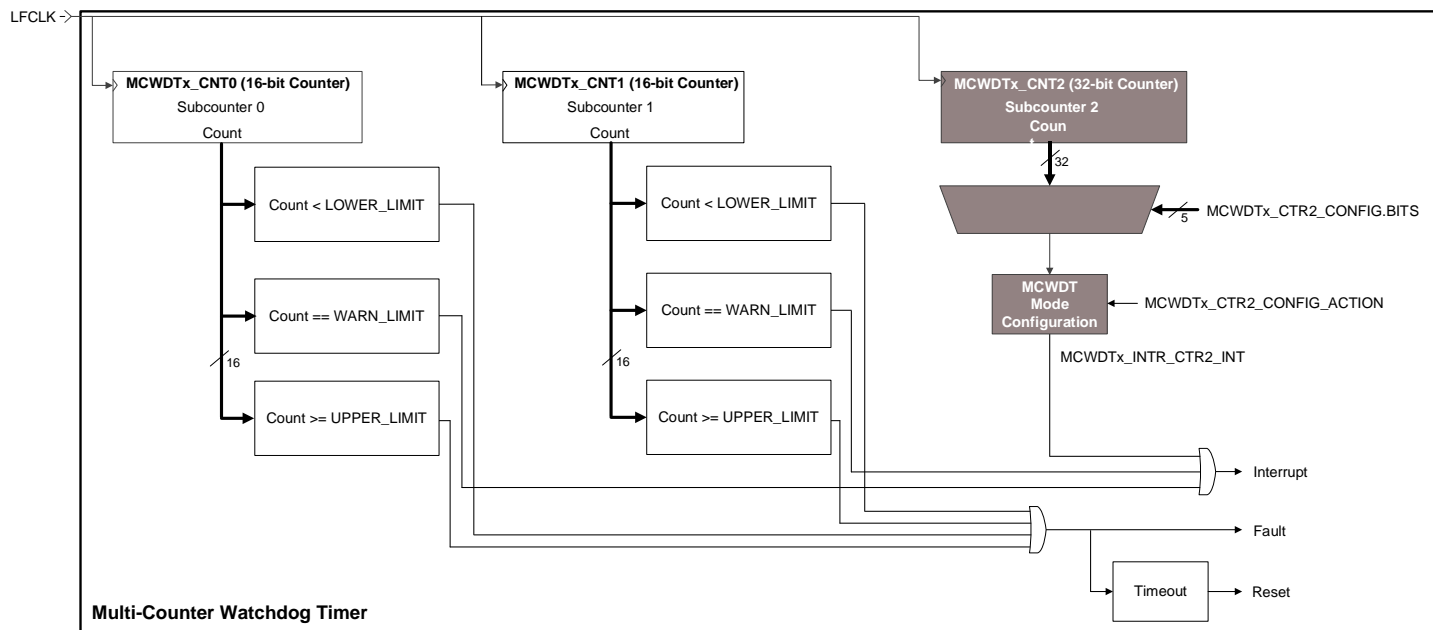 LFCLK
MCWDTx_CNT0 (16-bit Counter)
Subcounter 0
Count
MCWDTx_CNT1 (16-bit Counter)
Subcounter 1
Count
MCWDTx_CNT2 (32-bit Counter)
Subcounter 2
Coun
t
32
Count < LOWER_LIMIT
Count < LOWER_LIMIT
5
MCWDTx_CTR2_CONFIG.BITS
Count == WARN_LIMIT
Count == WARN_LIMIT
MCWDT
Mode
Configuration
MCWDTx_CTR2_CONFIG_ACTION
16
16
MCWDTx_INTR_CTR2_INT
Count >= UPPER_LIMIT
Count >= UPPER_LIMIT
Interrupt
Fault
Timeout
Reset
Multi-Counter Watchdog Timer